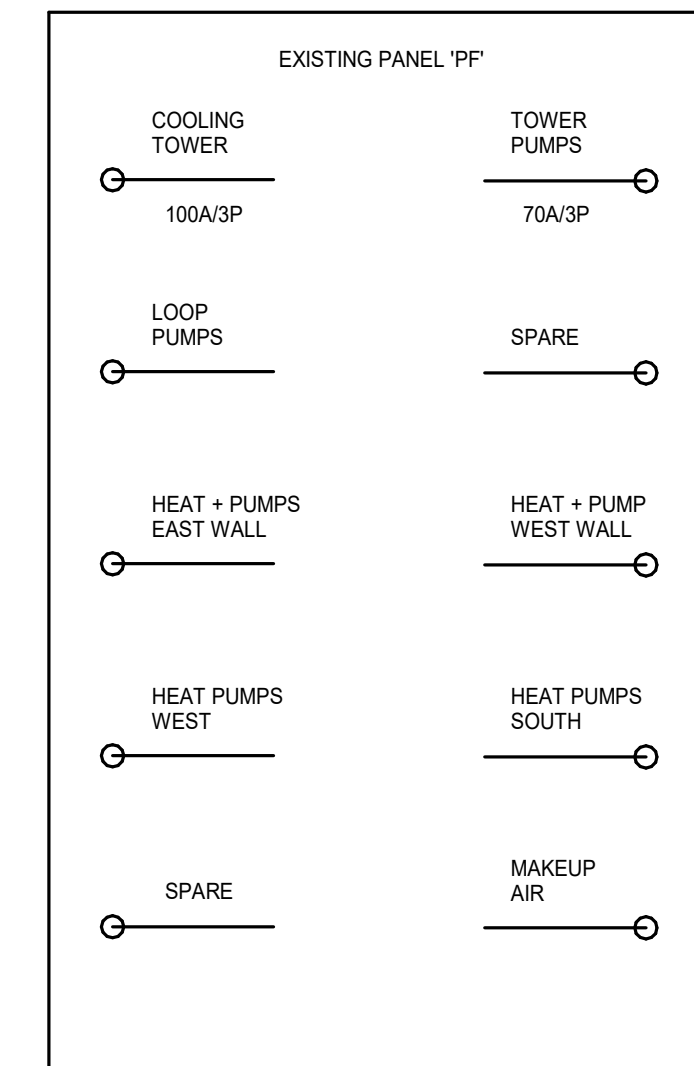 EXISTING PANEL 'PF'
COOLING
TOWER
100A/3P
TOWER
PUMPS
70A/3P
LOOP
PUMPS
SPARE
HEAT + PUMPS
EAST WALL
HEAT + PUMP
WEST WALL
HEAT PUMPS
WEST
HEAT PUMPS
SOUTH
SPARE
MAKEUP
AIR